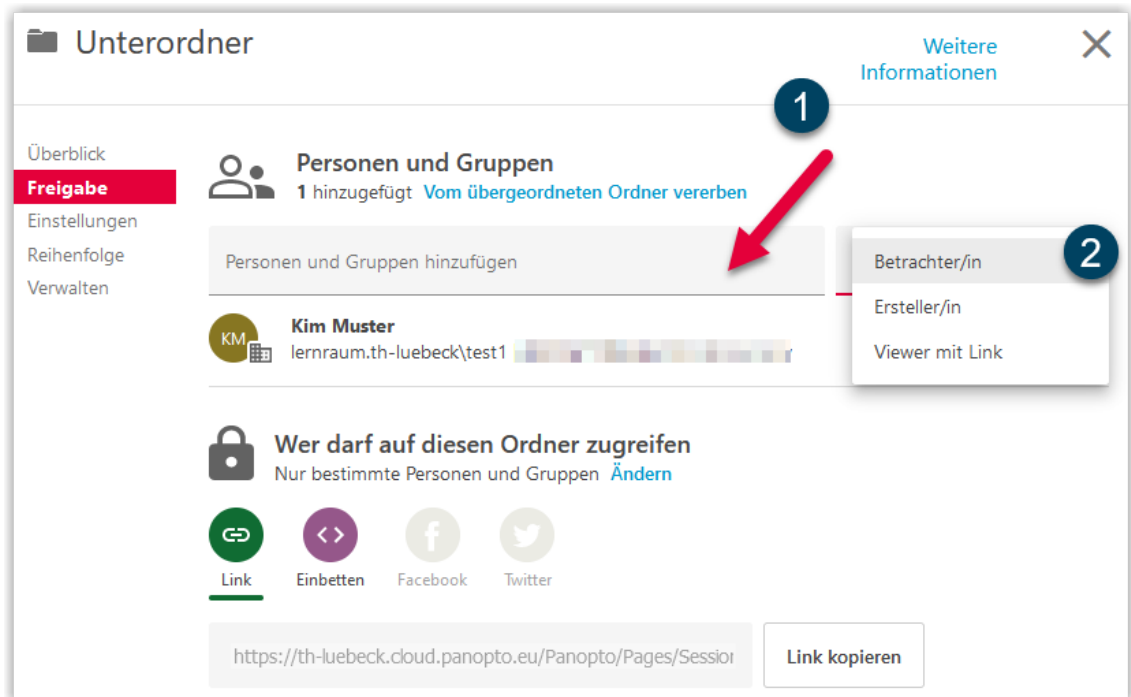 Unterordner
Weitere
Informationen
1
Überblick
Freigabe
Einstellungen
Reihenfolge
Verwalten
Personen und Gruppen
1 hinzugefügt Vom übergeordneten Ordner vererben
Personen und Gruppen hinzufügen
2
Betrachter/in
Ersteller/in
Viewer mit Link
KM
Kim Muster
lernraum.th-luebeck\test1
Wer darf auf diesen Ordner zugreifen
Nur bestimmte Personen und Gruppen Ändern
Link
Einbetten
Facebook
Twitter
https://th-luebeck.cloud.panopto.eu/Panopto/Pages/Session
Link kopieren